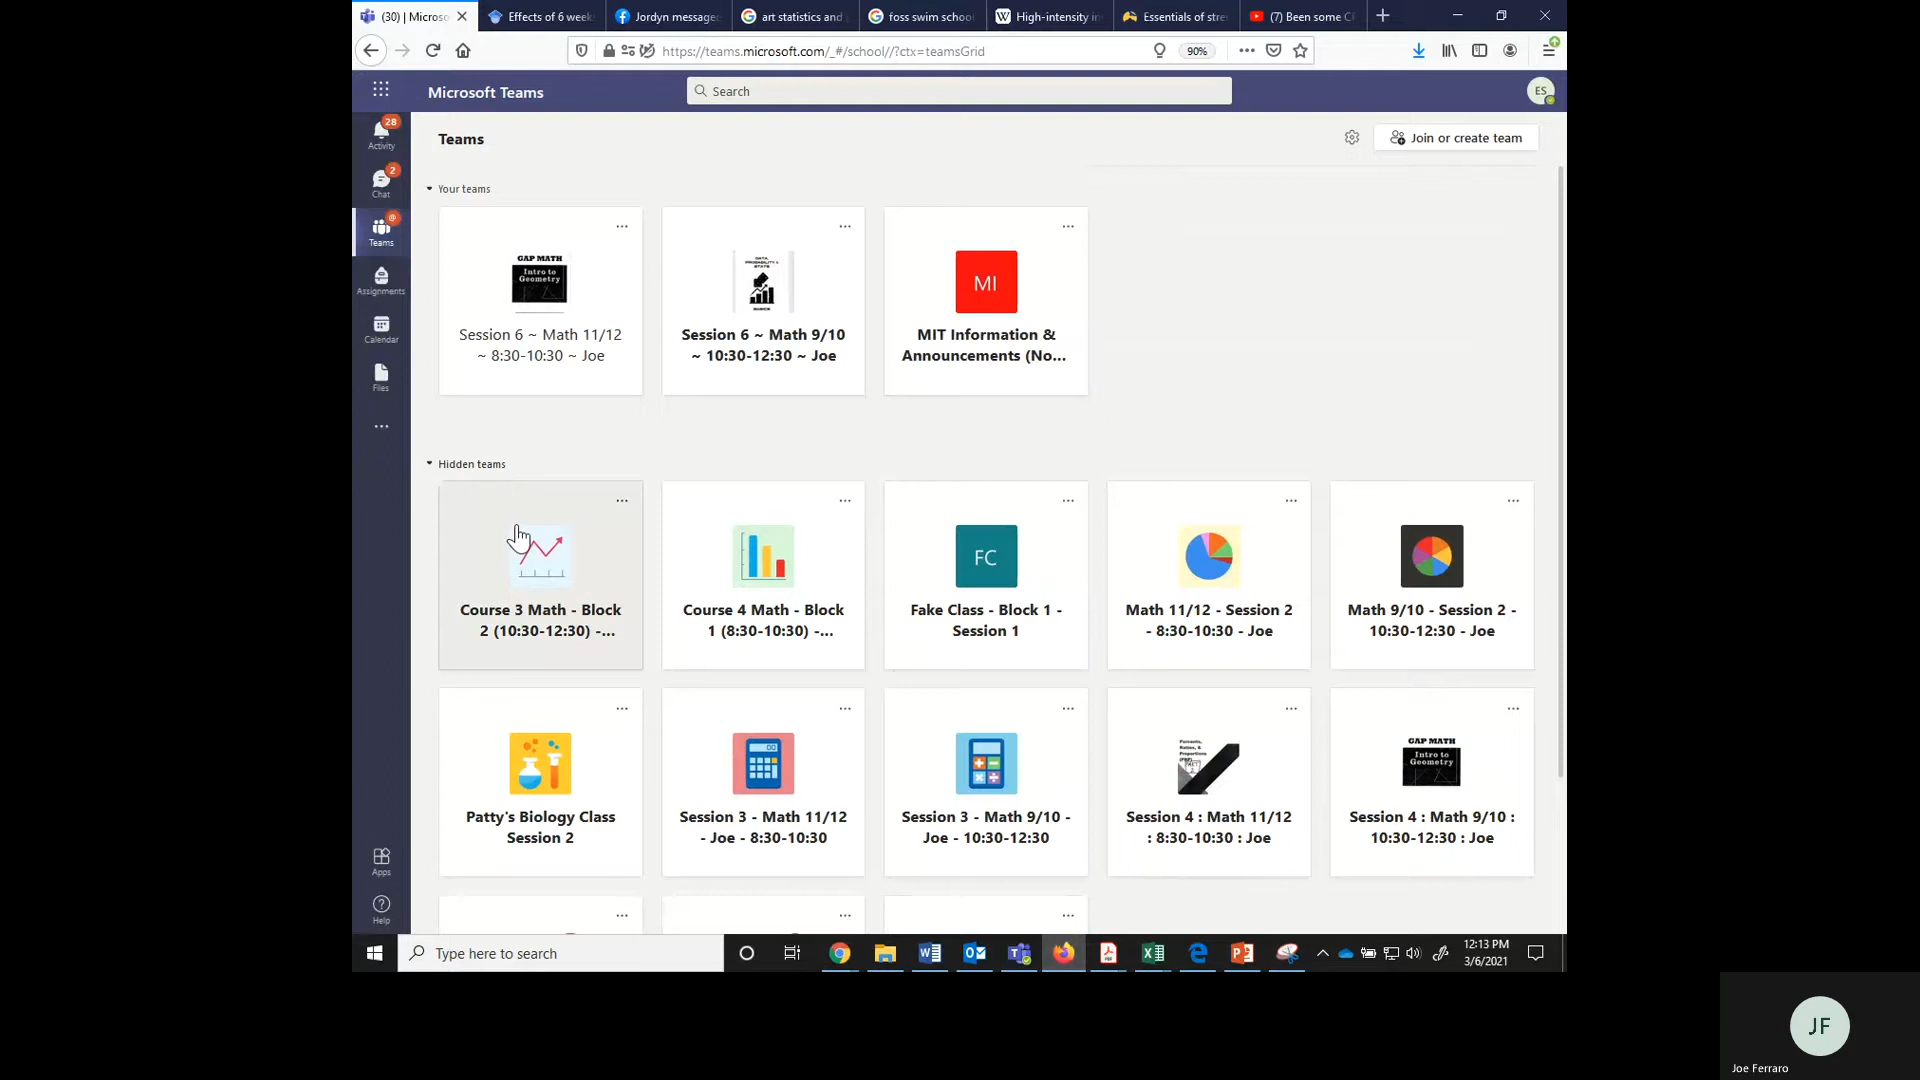 (30) | Micros
Effects of 6 week
Jordyn message
art statistics and
foss swim school
High-intensity in
Essentials of stre
(7) Been some C
https://teams.microsoft.com/_#/school//?ctx=teamsGrid
90%
Microsoft Teams
Search
ES
28
Activity
2
Chat
Teams
Assignments
Calendar
Files
Apps
Help
Teams
Join or create team
Your teams
GAP MATH
Intro to
Geometry
Session 6 ~ Math 11/12
~ 8:30-10:30 ~ Joe
DATA,
PROBABILITY &
STATS
BASICS
Session 6 ~ Math 9/10
~ 10:30-12:30 ~ Joe
MI
MIT Information &
Announcements (No...
Hidden teams
Course 3 Math - Block
2 (10:30-12:30) -...
Course 4 Math - Block
1 (8:30-10:30) -...
FC
Fake Class - Block 1 -
Session 1
Math 11/12 - Session 2
- 8:30-10:30 - Joe
Math 9/10 - Session 2 -
10:30-12:30 - Joe
Patty's Biology Class
Session 2
Session 3 - Math 11/12
- Joe - 8:30-10:30
Session 3 - Math 9/10 -
Joe - 10:30-12:30
Percents,
Rates, &
Proportions
Session 4 : Math 11/12
: 8:30-10:30 : Joe
GAP MATH
Intro to
Geometry
Session 4 : Math 9/10 :
10:30-12:30 : Joe
Type here to search
12:13 PM
3/6/2021
JF
Joe Ferraro